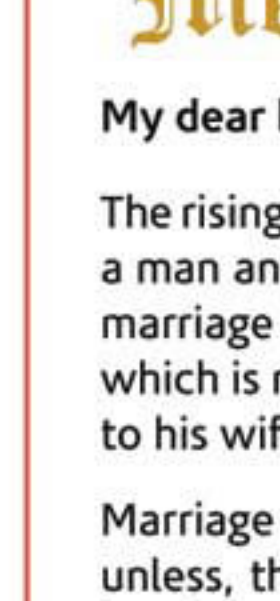 My dear
The rising
a man an
marriage
which is
to his wif
Marriage
unless, th